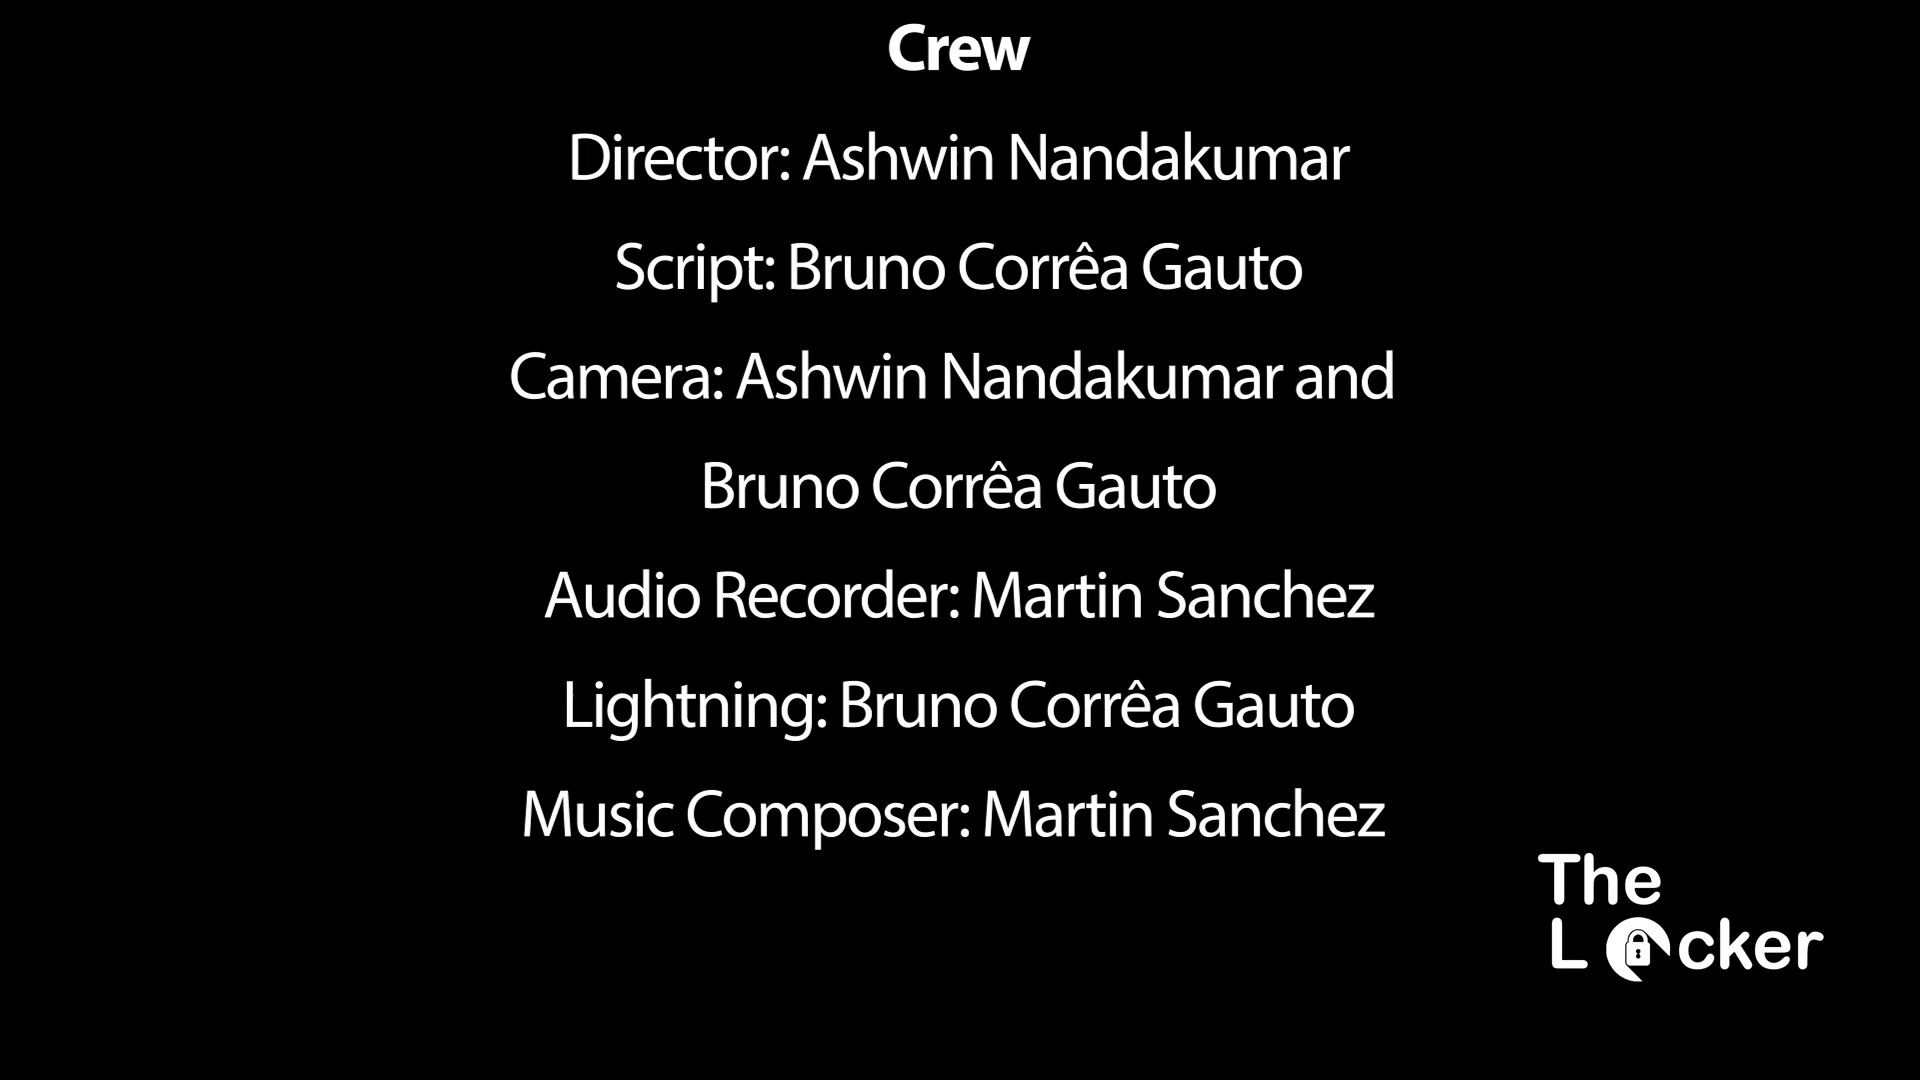 Crew
Director: Ashwin Nandakumar
Script: Bruno Corrêa Gauto
Camera: Ashwin Nandakumar and
Bruno Corrêa Gauto
Audio Recorder: Martin Sanchez
Lightning: Bruno Corrêa Gauto
Music Composer: Martin Sanchez
The
Locker